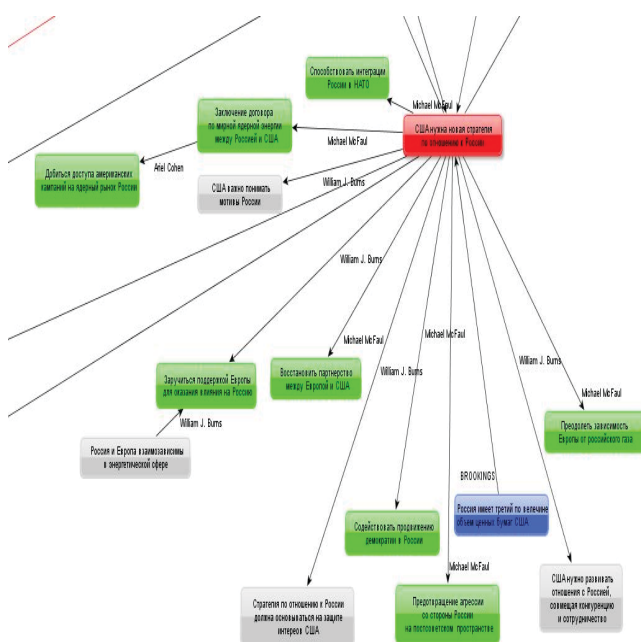 Способствовать интеграции
России в НАТО
Michael McFaul
Заключение договора
по мирной ядерной энергии
между Россией и США
Michael McFaul
США нужна новая стратегия
по отношению к России
Ariel Cohen
Добиться доступа американских
кампаний на ядерный рынок России
William J. Burns
США важно понимать
мотивы России
William J. Burns
Michael McFaul
Michael McFaul
William J. Burns
William J. Burns
Заручиться поддержкой Европы
для оказания влияния на Россию
Восстановить партнерство
между Европой и США
Michael McFaul
William J. Burns
Преодолеть зависимость
Европы от российского газа
Россия и Европа взаимозависимы
в энергетической сфере
BROOKINGS
Россия имеет третий по величине
объем ценных бумаг США
Содействовать продвижению
демократии в России
Michael McFaul
Стратегия по отношению к России
должна основываться на защите
интереов США
Предотвращение агрессии
со стороны России
на постсоветском пространстве
США нужно развивать
отношения с Россией,
совмещая конкуренцию
и сотрудничество